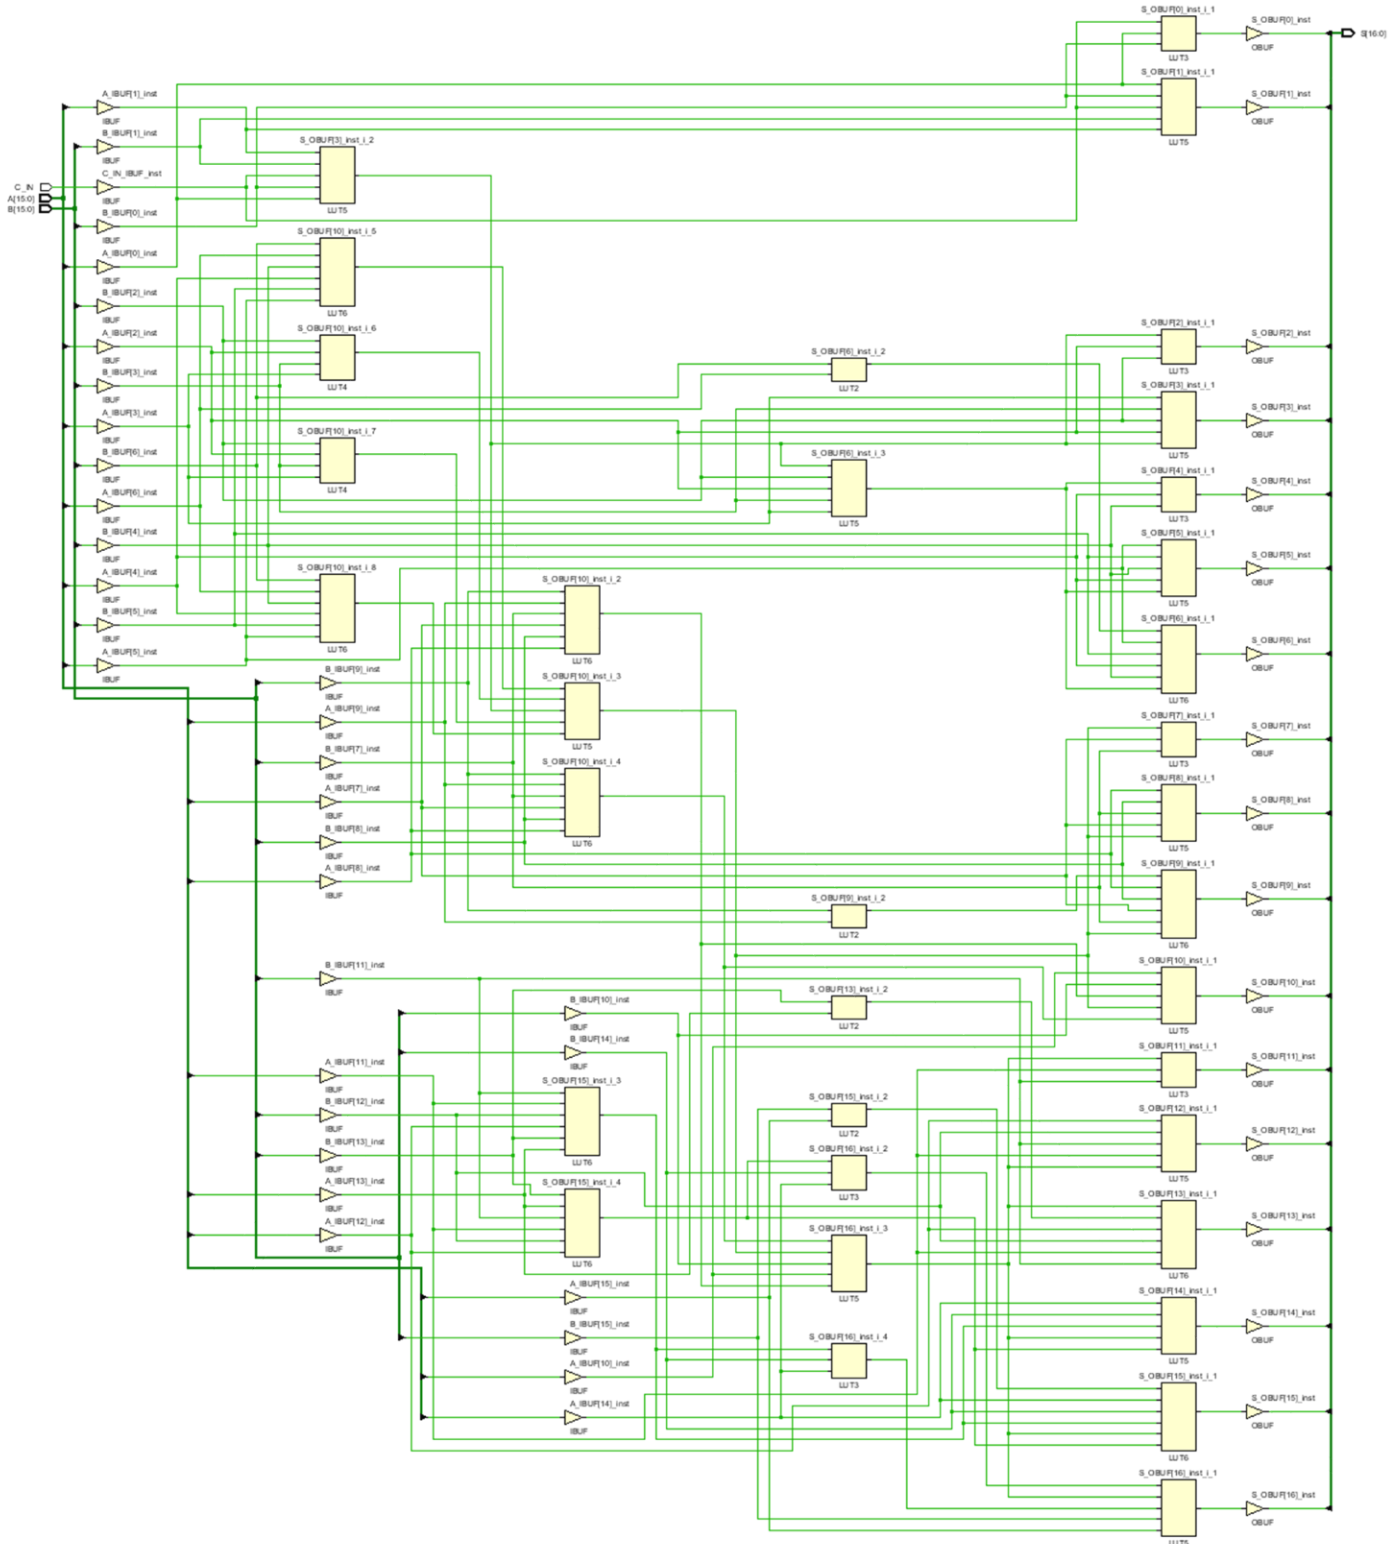 S_OBUF[0]_inst_i_1
LUT3
S_OBUF[0]_inst
OBUF
S[16:0]
S_OBUF[1]_inst_i_1
LUT5
S_OBUF[1]_inst
OBUF
A_IBUF[1]_inst
IBUF
B_IBUF[1]_inst
IBUF
C_IN_IBUF_inst
IBUF
C_IN
A[15:0]
B[15:0]
B_IBUF[0]_inst
IBUF
A_IBUF[0]_inst
IBUF
B_IBUF[2]_inst
IBUF
A_IBUF[2]_inst
IBUF
B_IBUF[3]_inst
IBUF
A_IBUF[3]_inst
IBUF
B_IBUF[6]_inst
IBUF
A_IBUF[6]_inst
IBUF
B_IBUF[4]_inst
IBUF
A_IBUF[4]_inst
IBUF
B_IBUF[5]_inst
IBUF
A_IBUF[5]_inst
IBUF
S_OBUF[3]_inst_i_2
LUT5
S_OBUF[10]_inst_i_5
LUT6
S_OBUF[10]_inst_i_6
LUT4
S_OBUF[10]_inst_i_7
LUT4
S_OBUF[10]_inst_i_8
LUT6
B_IBUF[9]_inst
IBUF
A_IBUF[9]_inst
IBUF
B_IBUF[7]_inst
IBUF
A_IBUF[7]_inst
IBUF
B_IBUF[8]_inst
IBUF
A_IBUF[8]_inst
IBUF
B_IBUF[11]_inst
IBUF
A_IBUF[11]_inst
IBUF
B_IBUF[12]_inst
IBUF
B_IBUF[13]_inst
IBUF
A_IBUF[13]_inst
IBUF
A_IBUF[12]_inst
IBUF
S_OBUF[10]_inst_i_2
LUT6
S_OBUF[10]_inst_i_3
LUT5
S_OBUF[10]_inst_i_4
LUT6
B_IBUF[10]_inst
IBUF
B_IBUF[14]_inst
IBUF
S_OBUF[15]_inst_i_3
LUT6
S_OBUF[15]_inst_i_4
LUT6
A_IBUF[15]_inst
IBUF
B_IBUF[15]_inst
IBUF
A_IBUF[10]_inst
IBUF
A_IBUF[14]_inst
IBUF
S_OBUF[6]_inst_i_2
LUT2
S_OBUF[6]_inst_i_3
LUT5
S_OBUF[9]_inst_i_2
LUT2
S_OBUF[13]_inst_i_2
LUT2
S_OBUF[15]_inst_i_2
LUT2
S_OBUF[16]_inst_i_2
LUT3
S_OBUF[16]_inst_i_3
LUT5
S_OBUF[16]_inst_i_4
LUT3
S_OBUF[2]_inst_i_1
LUT3
S_OBUF[2]_inst
OBUF
S_OBUF[3]_inst_i_1
LUT5
S_OBUF[3]_inst
OBUF
S_OBUF[4]_inst_i_1
LUT3
S_OBUF[4]_inst
OBUF
S_OBUF[5]_inst_i_1
LUT5
S_OBUF[5]_inst
OBUF
S_OBUF[6]_inst_i_1
LUT6
S_OBUF[6]_inst
OBUF
S_OBUF[7]_inst_i_1
LUT3
S_OBUF[7]_inst
OBUF
S_OBUF[8]_inst_i_1
LUT5
S_OBUF[8]_inst
OBUF
S_OBUF[9]_inst_i_1
LUT6
S_OBUF[9]_inst
OBUF
S_OBUF[10]_inst_i_1
LUT5
S_OBUF[10]_inst
OBUF
S_OBUF[11]_inst_i_1
LUT3
S_OBUF[11]_inst
OBUF
S_OBUF[12]_inst_i_1
LUT5
S_OBUF[12]_inst
OBUF
S_OBUF[13]_inst_i_1
LUT6
S_OBUF[13]_inst
OBUF
S_OBUF[14]_inst_i_1
LUT5
S_OBUF[14]_inst
OBUF
S_OBUF[15]_inst_i_1
LUT6
S_OBUF[15]_inst
OBUF
S_OBUF[16]_inst_i_1
LUT5
S_OBUF[16]_inst
OBUF